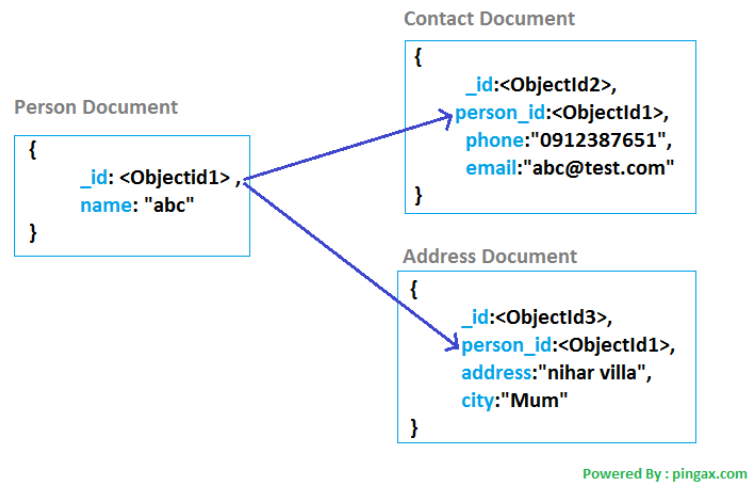 Person Document
{
_id: <Objectid1> ,
name: "abc"
}
Contact Document
{
_id:<ObjectId2>,
person_id:<ObjectId1>,
phone:"0912387651",
email:"abc@test.com"
}
Address Document
{
_id:<ObjectId3>,
person_id:<ObjectId1>,
address:"nihar villa",
city:"Mum"
}
Powered By : pingax.com